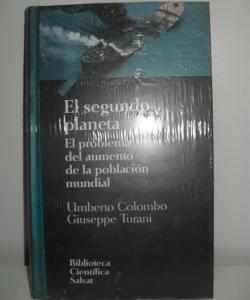 El segundo
planeta
El problema
del aumento
de la población
mundial
Umberto Colombo
Giuseppe Turani
Biblioteca
Científica
Salvat